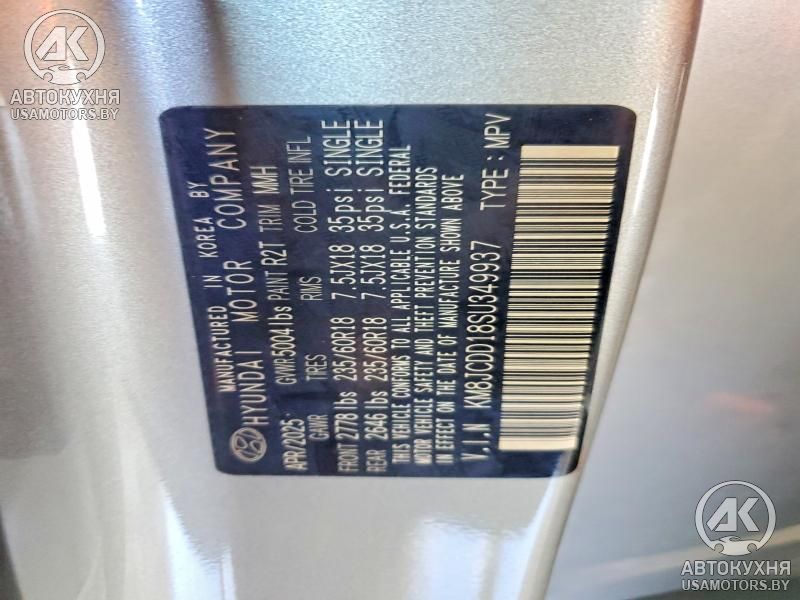 AK
АВТОКУХНЯ
USAMOTORS.BY
MANUFACTURED IN KOREA BY
HYUNDAI MOTOR COMPANY
APR/2025 GVWR 5004 lbs PAINT R2T TRIM MMH
GAWR TIRES RIMS COLD TIRE INFL
FRONT 2778 lbs 235/60R18 7.5JX18 35psi SINGLE
REAR 2646 lbs 235/60R18 7.5JX18 35psi SINGLE
THIS VEHICLE CONFORMS TO ALL APPLICABLE U.S.A. FEDERAL
MOTOR VEHICLE SAFETY AND THEFT PREVENTION STANDARDS
IN EFFECT ON THE DATE OF MANUFACTURE SHOWN ABOVE
V.I.N KM8JCDD18SU349937 TYPE : MPV
AK
АВТОКУХНЯ
USAMOTORS.BY